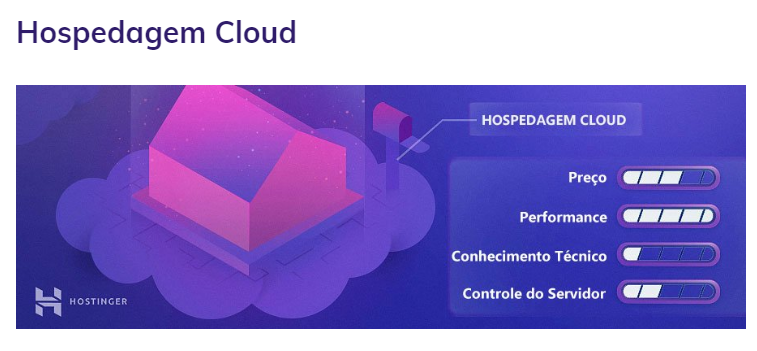 Hospedagem Cloud
HOSPEDAGEM CLOUD
Preço
Performance
Conhecimento Técnico
Controle do Servidor
HOSTINGER